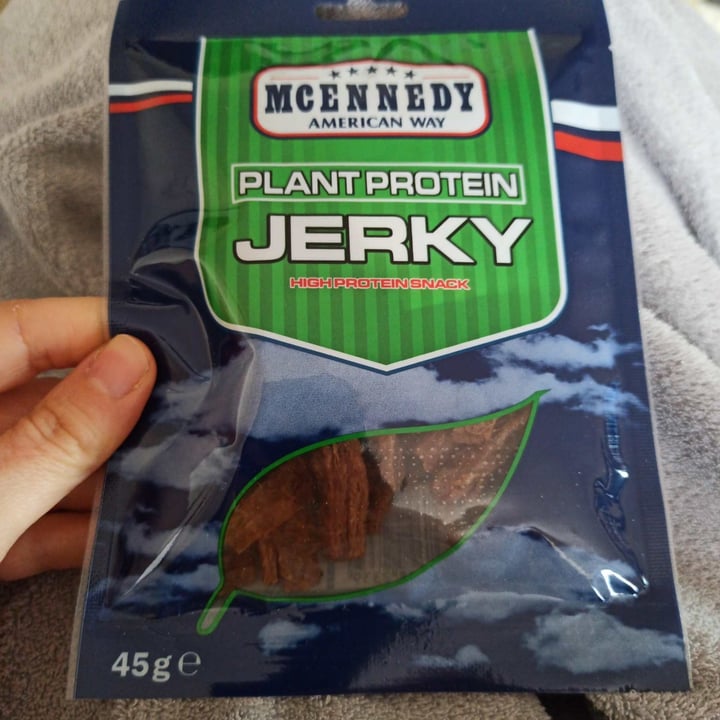 MCENNEDY
AMERICAN WAY
PLANT PROTEIN
JERKY
HIGH PROTEIN SNACK
45g e